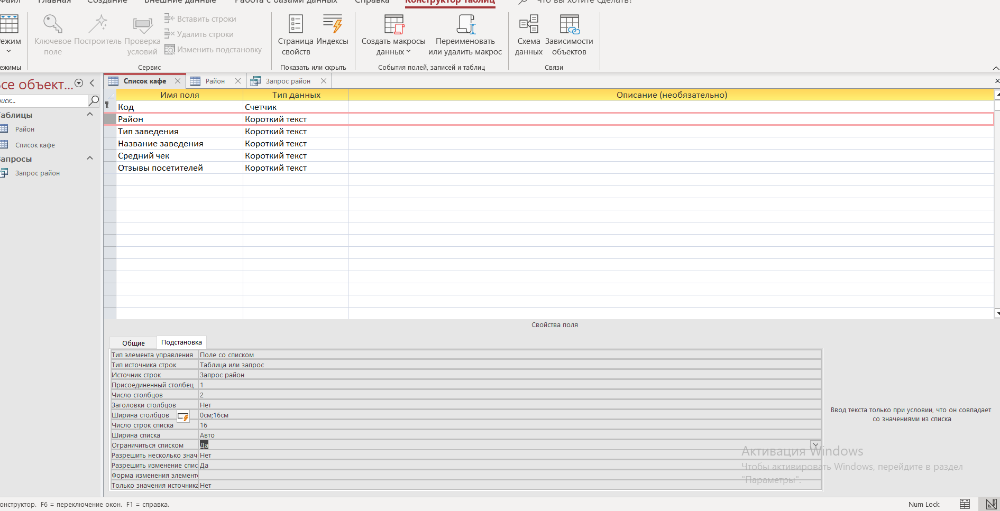 Файл Главная Создание Внешние данные Работа с базами данных Справка Конструктор таблиц Что вы хотите сделать?
ежим
ежимы
Ключевое поле
Построитель
Проверка условий
Вставить строки
Удалить строки
Изменить подстановку
Сервис
Страница свойств
Индексы
Показать или скрыть
Создать макросы данных
Переименовать или удалить макрос
События полей, записей и таблиц
Схема данных
Зависимости объектов
Связи
се объект...
иск...
аблицы
Район
Список кафе
апросы
Запрос район
Список кафе
Район
Запрос район
Имя поля Тип данных Описание (необязательно)
Код Счетчик
Район Короткий текст
Тип заведения Короткий текст
Название заведения Короткий текст
Средний чек Короткий текст
Отзывы посетителей Короткий текст
Свойства поля
Общие Подстановка
Тип элемента управления Поле со списком
Тип источника строк Таблица или запрос
Источник строк Запрос район
Присоединенный столбец 1
Число столбцов 2
Заголовки столбцов Нет
Ширина столбцов 0см;16см
Число строк списка 16
Ширина списка Авто
Ограничиться списком Да
Разрешить несколько знач Нет
Разрешить изменение спис Да
Форма изменения элемент
Только значения источника Нет
Ввод текста только при условии, что он совпадает
со значениями из списка
Активация Windows
Чтобы активировать Windows, перейдите в раздел
"Параметры".
онструктор. F6 = переключение окон. F1 = справка.
Num Lock